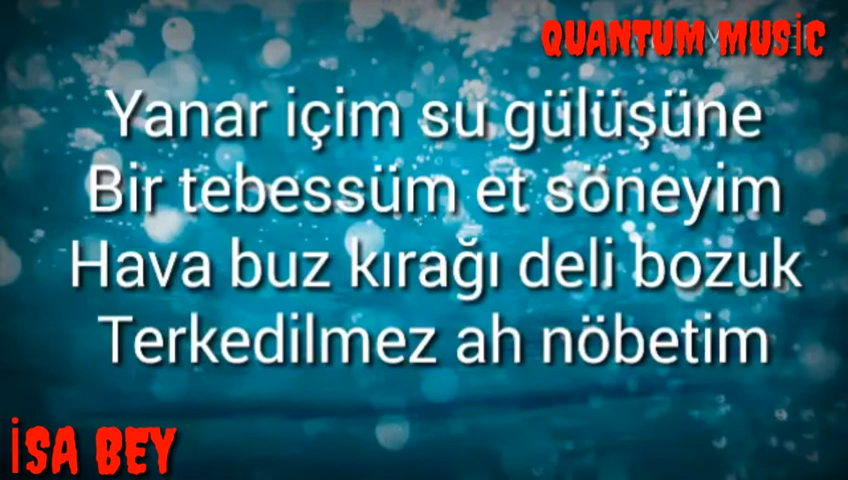 QUANTUM MUSİC
Yanar içim su gülüşüne
Bir tebessüm et söneyim
Hava buz kırağı deli bozuk
Terkedilmez ah nöbetim
İSA BEY